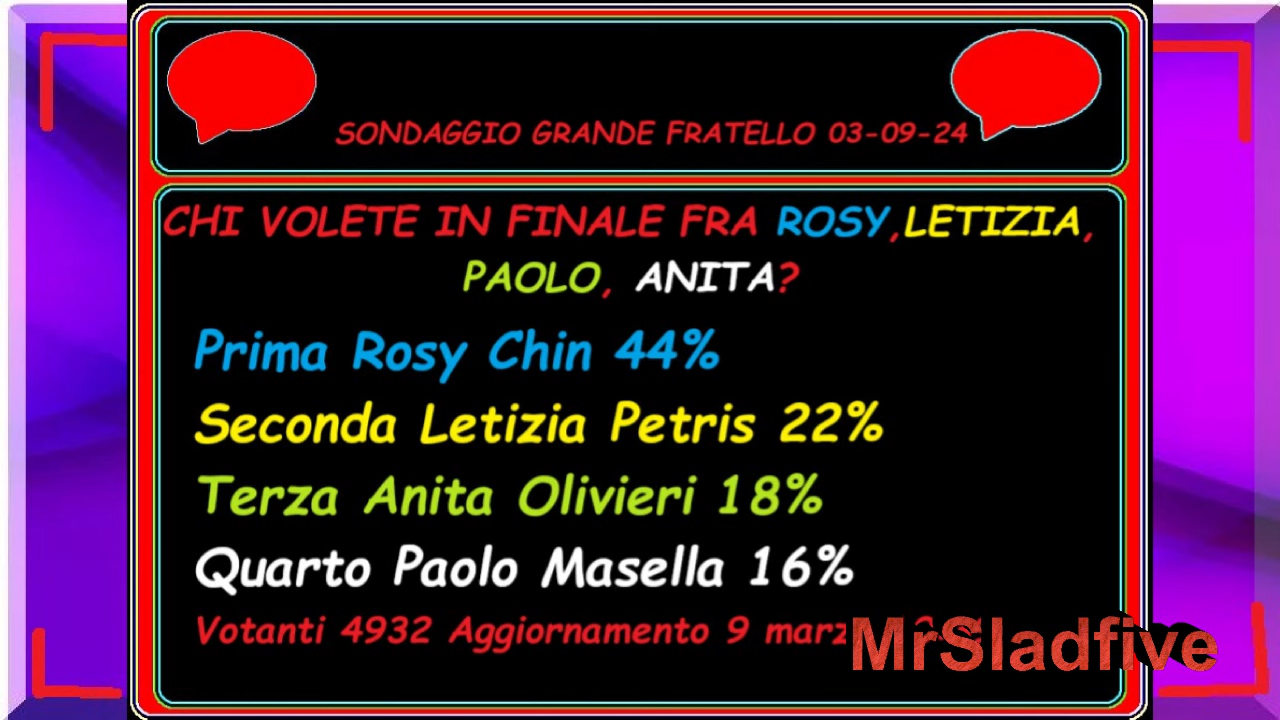 SONDAGGIO GRANDE FRATELLO 03-09-24
CHI VOLETE IN FINALE FRA ROSY,LETIZIA,
PAOLO, ANITA?
Prima Rosy Chin 44%
Seconda Letizia Petris 22%
Terza Anita Olivieri 18%
Quarto Paolo Masella 16%
Votanti 4932 Aggiornamento 9
MrSladfive